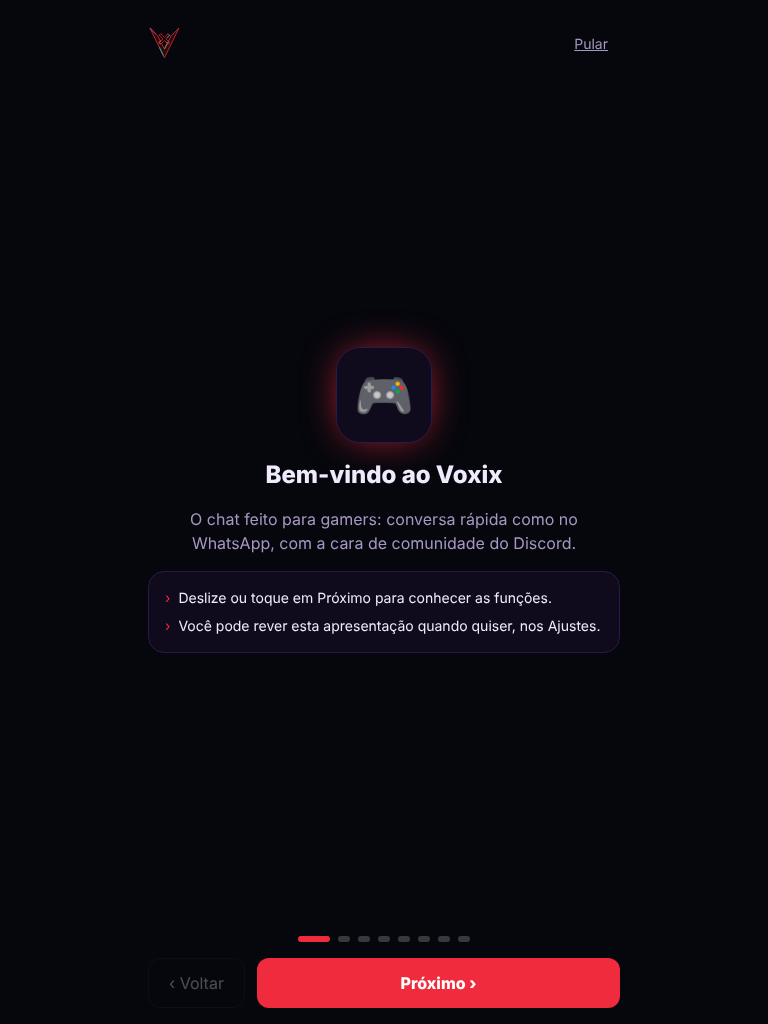 Pular
Bem-vindo ao Voxix
O chat feito para gamers: conversa rápida como no
WhatsApp, com a cara de comunidade do Discord.
› Deslize ou toque em Próximo para conhecer as funções.
› Você pode rever esta apresentação quando quiser, nos Ajustes.
‹ Voltar
Próximo ›